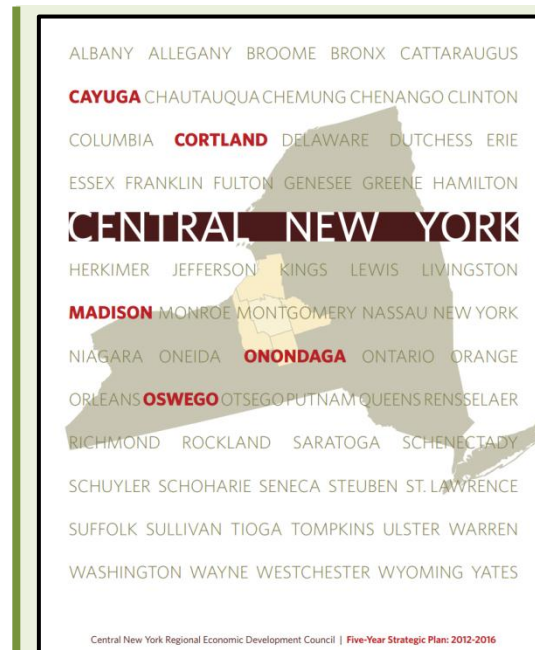 ALBANY ALLEGANY BROOME BRONX CATTARAUGUS
CAYUGA CHAUTAUQUA CHEMUNG CHENANGO CLINTON
COLUMBIA CORTLAND DELAWARE DUTCHESS ERIE
ESSEX FRANKLIN FULTON GENESEE GREENE HAMILTON
CENTRAL NEW YORK
HERKIMER JEFFERSON KINGS LEWIS LIVINGSTON
MADISON MONROE MONTGOMERY NASSAU NEW YORK
NIAGARA ONEIDA ONONDAGA ONTARIO ORANGE
ORLEANS OSWEGO OTSEGO PUTNAM QUEENS RENSSELAER
RICHMOND ROCKLAND SARATOGA SCHENECTADY
SCHUYLER SCHOHARIE SENECA STEUBEN ST. LAWRENCE
SUFFOLK SULLIVAN TIOGA TOMPKINS ULSTER WARREN
WASHINGTON WAYNE WESTCHESTER WYOMING YATES
Central New York Regional Economic Development Council | Five-Year Strategic Plan: 2012-2016